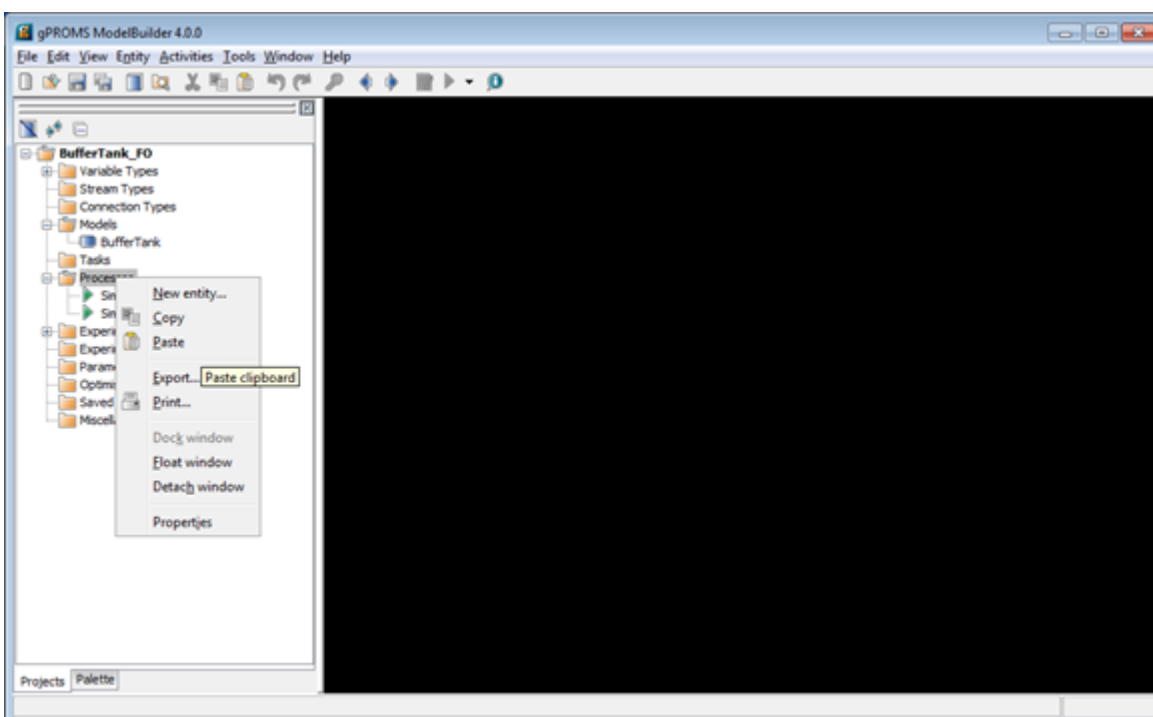 gPROMS ModelBuilder 4.0.0
File Edit View Entity Activities Tools Window Help
BufferTank_FO
Variable Types
Stream Types
Connection Types
Models
BufferTank
Tasks
Processes
New entity...
Copy
Paste
Export...
Paste clipboard
Print...
Dock window
Float window
Detach window
Properties
Saved
Projects Palette